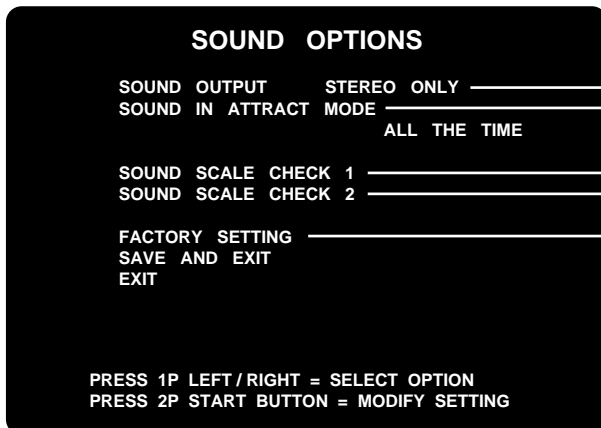 SOUND OPTIONS
SOUND OUTPUT STEREO ONLY
SOUND IN ATTRACT MODE
ALL THE TIME
SOUND SCALE CHECK 1
SOUND SCALE CHECK 2
FACTORY SETTING
SAVE AND EXIT
EXIT
PRESS 1P LEFT / RIGHT = SELECT OPTION
PRESS 2P START BUTTON = MODIFY SETTING